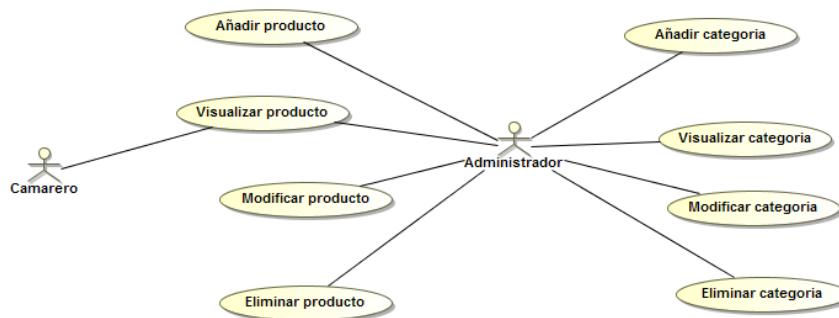 Añadir producto
Añadir categoria
Visualizar producto
Visualizar categoria
Administrador
Camarero
Modificar producto
Modificar categoria
Eliminar producto
Eliminar categoria